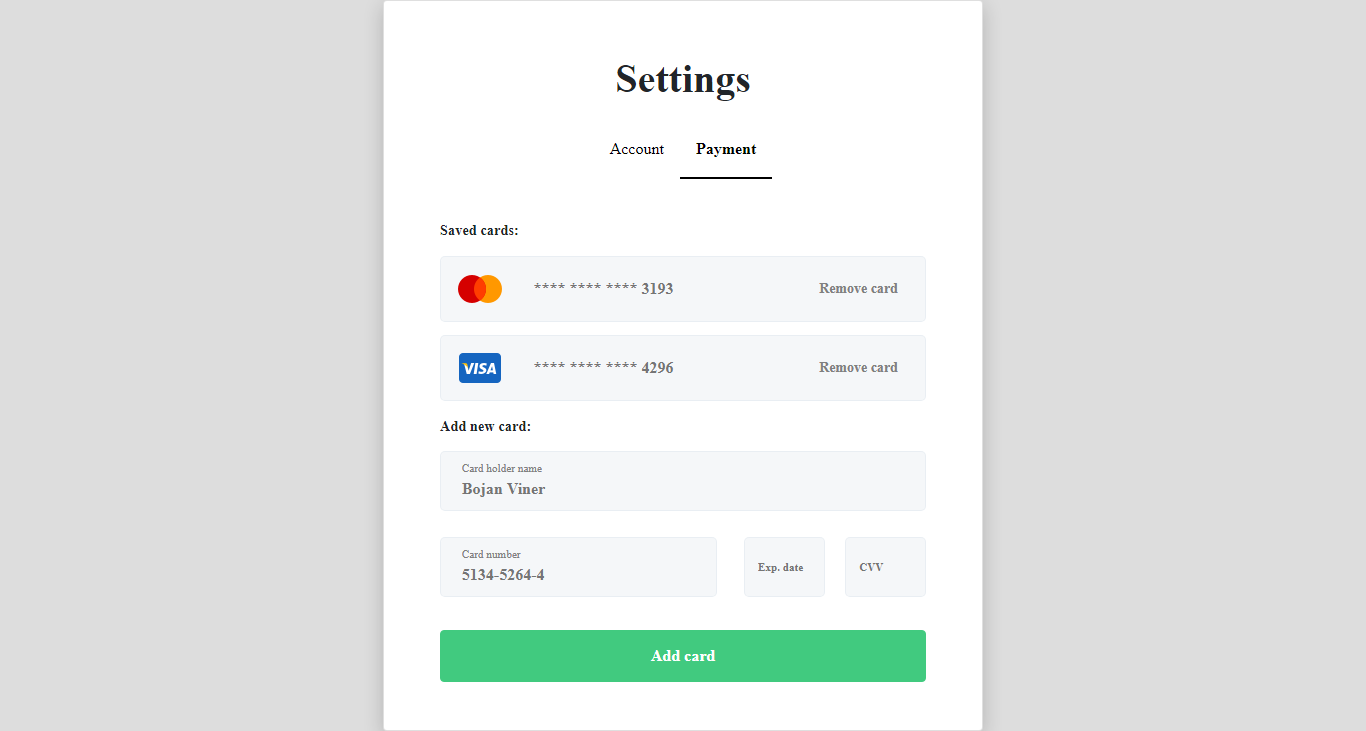 Settings
Account Payment
Saved cards:
**** **** **** 3193 Remove card
VISA **** **** **** 4296 Remove card
Add new card:
Card holder name
Bojan Viner
Card number
5134-5264-4
Exp. date
CVV
Add card